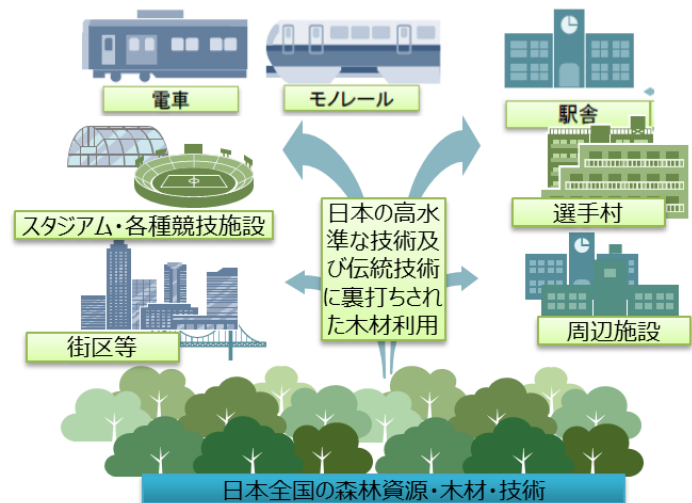 電車
モノレール
駅舎
スタジアム・各種競技施設
日本の高水
準な技術及
び伝統技術
に裏打ちされ
た木材利用
選手村
街区等
周辺施設
日本全国の森林資源・木材・技術